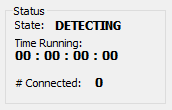 Status
State: DETECTING
Time Running:
00 : 00 : 00 : 00
# Connected: 0